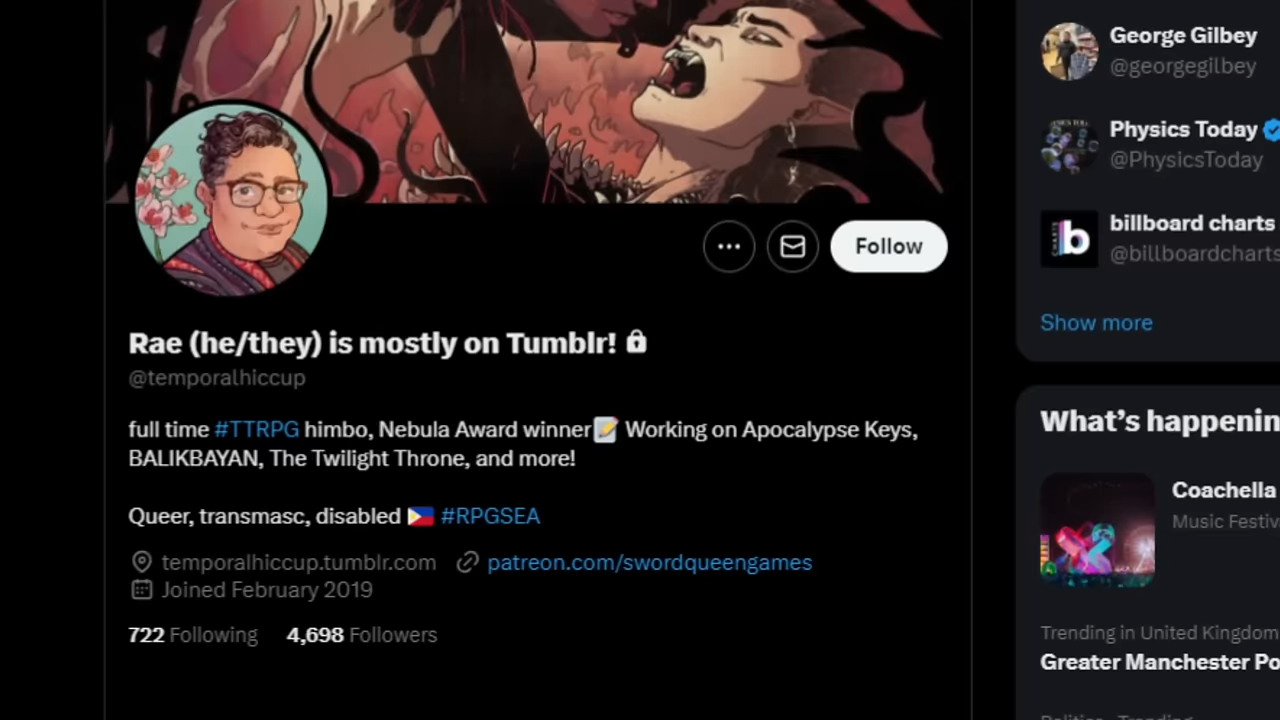 Rae (he/they) is mostly on Tumblr!
@temporalhiccup
full time #TTRPG himbo, Nebula Award winner📝 Working on Apocalypse Keys,
BALIKBAYAN, The Twilight Throne, and more!
Queer, transmasc, disabled 🇵🇭 #RPGSEA
temporalhiccup.tumblr.com patreon.com/swordqueengames
Joined February 2019
722 Following 4,698 Followers
Follow
George Gilbey
@georgegilbey
Physics Today
@PhysicsToday
billboard charts
@billboardcharts
Show more
What's happenin
Coachella
Music Festiv
Trending in United Kingdom
Greater Manchester Po